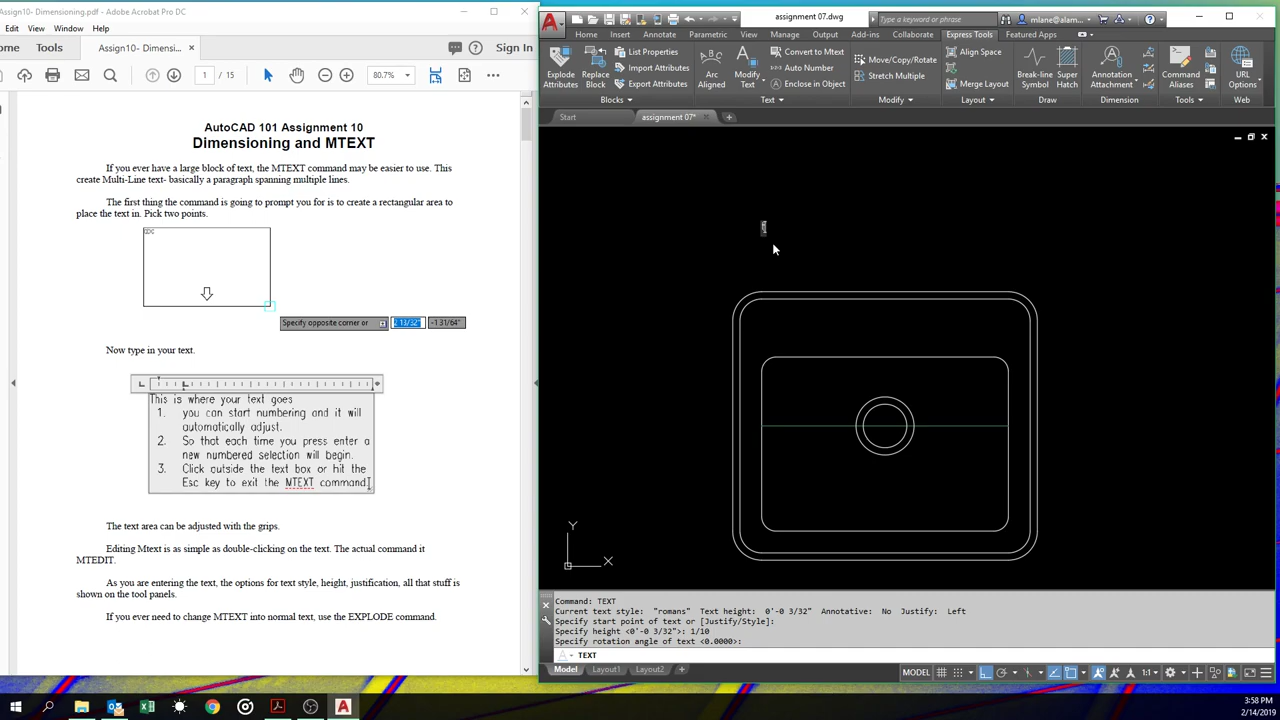 Assign10- Dimensioning.pdf - Adobe Acrobat Pro DC
Edit View Window Help
Tools
Assign10- Dimensi... ×
Sign In
1 / 15
80.7%
AutoCAD 101 Assignment 10
Dimensioning and MTEXT
If you ever have a large block of text, the MTEXT command may be easier to use. This
create Multi-Line text- basically a paragraph spanning multiple lines.
The first thing the command is going to prompt you for is to create a rectangular area to
place the text in. Pick two points.
Specify opposite corner or
2 13/32"
-1 31/64"
Now type in your text.
This is where your text goes
1. you can start numbering and it will
automatically adjust.
2. So that each time you press enter a
new numbered selection will begin.
3. Click outside the text box or hit the
Esc key to exit the MTEXT command.
The text area can be adjusted with the grips.
Editing Mtext is as simple as double-clicking on the text. The actual command it
MTEDIT.
As you are entering the text, the options for text style, height, justification, all that stuff is
shown on the tool panels.
If you ever need to change MTEXT into normal text, use the EXPLODE command.
assignment 07.dwg
Type a keyword or phrase
mlane@alam...
Home Insert Annotate Parametric View Manage Output Add-ins Collaborate Express Tools Featured Apps
Explode Attributes
Replace Block
List Properties
Import Attributes
Export Attributes
Arc Aligned
Modify Text
Convert to Mtext
Auto Number
Enclose in Object
Move/Copy/Rotate
Stretch Multiple
Align Space
Merge Layout
Break-line Symbol
Super Hatch
Annotation Attachment
Command Aliases
URL Options
Blocks Text Modify Layout Draw Dimension Tools Web
Start
assignment 07*
Y
X
Command: TEXT
Current text style: "romans" Text height: 0'-0 3/32" Annotative: No Justify: Left
Specify start point of text or [Justify/Style]:
Specify height <0'-0 3/32">: 1/10
Specify rotation angle of text <0.0000>:
TEXT
Model Layout1 Layout2 +
MODEL
1:1
3:58 PM
2/14/2019